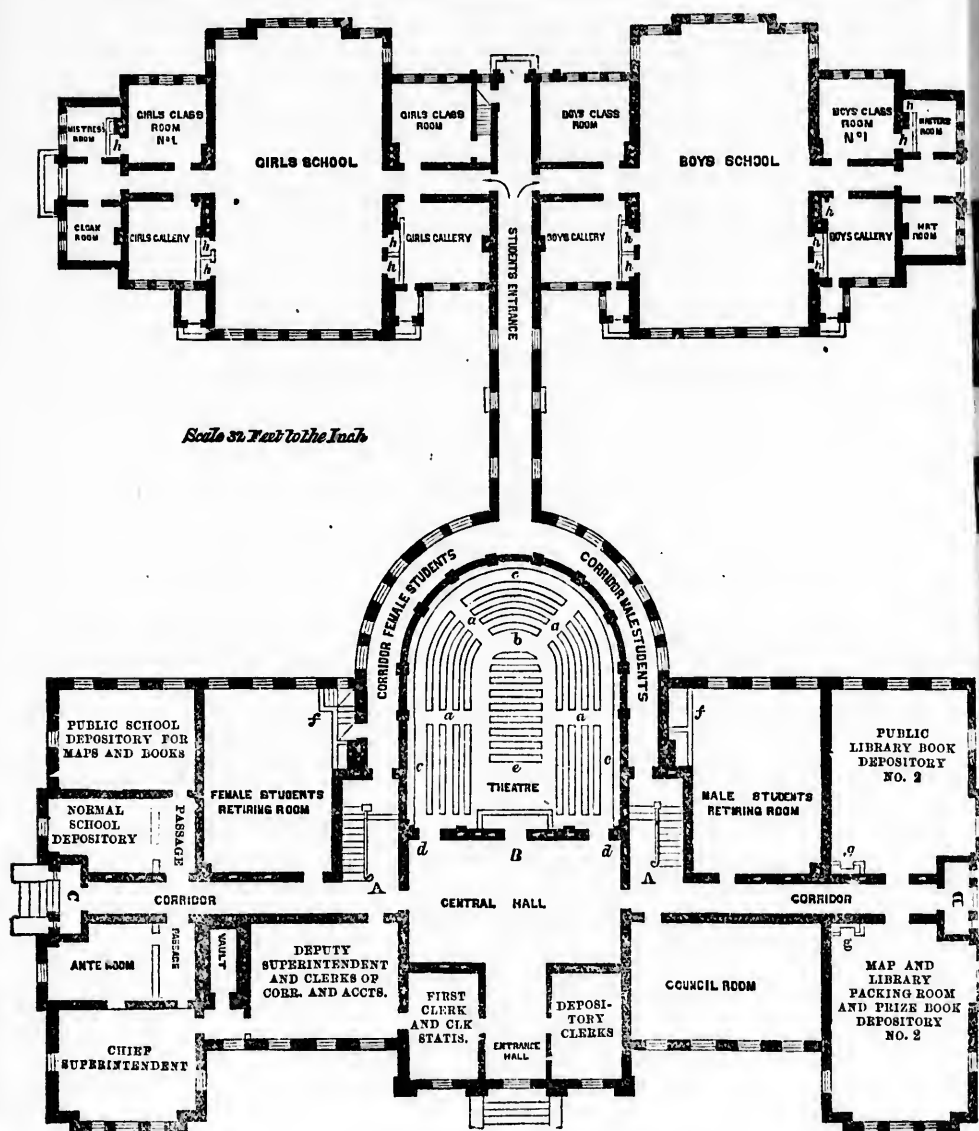 MISTRESS
ROOM
GIRLS CLASS
ROOM
No 1.
GIRLS SCHOOL
GIRLS CLASS
ROOM
BOYS CLASS
ROOM
BOYS SCHOOL
BOYS CLASS
ROOM
No 1
MASTERS
ROOM
h
h
h
CLOAK
ROOM
GIRLS GALLERY
h
h
h
h
GIRLS GALLERY
STUDENTS ENTRANCE
BOYS GALLERY
h
h
h
h
h
BOYS GALLERY
HAT
ROOM
Scale 32 Feet to the Inch
CORRIDOR FEMALE STUDENTS
CORRIDOR MALE STUDENTS
c
a
a
b
a
a
c
c
e
THEATRE
d
B
d
f
f
PUBLIC SCHOOL
DEPOSITORY FOR
MAPS AND BOOKS
FEMALE STUDENTS
RETIRING ROOM
MALE STUDENTS
RETIRING ROOM
PUBLIC
LIBRARY BOOK
DEPOSITORY
NO. 2
NORMAL
SCHOOL
DEPOSITORY
PASSAGE
A
A
g
C
CORRIDOR
CENTRAL HALL
CORRIDOR
ANTE ROOM
PASSAGE
VAULT
DEPUTY
SUPERINTENDENT
AND CLERKS OF
CORR. AND ACCTS.
FIRST
CLERK
AND CLK
STATIS.
ENTRANCE
HALL
DEPOSI-
TORY
CLERKS
COUNCIL ROOM
MAP AND
LIBRARY
PACKING ROOM
AND PRIZE BOOK
DEPOSITORY
NO. 2
CHIEF
SUPERINTENDENT